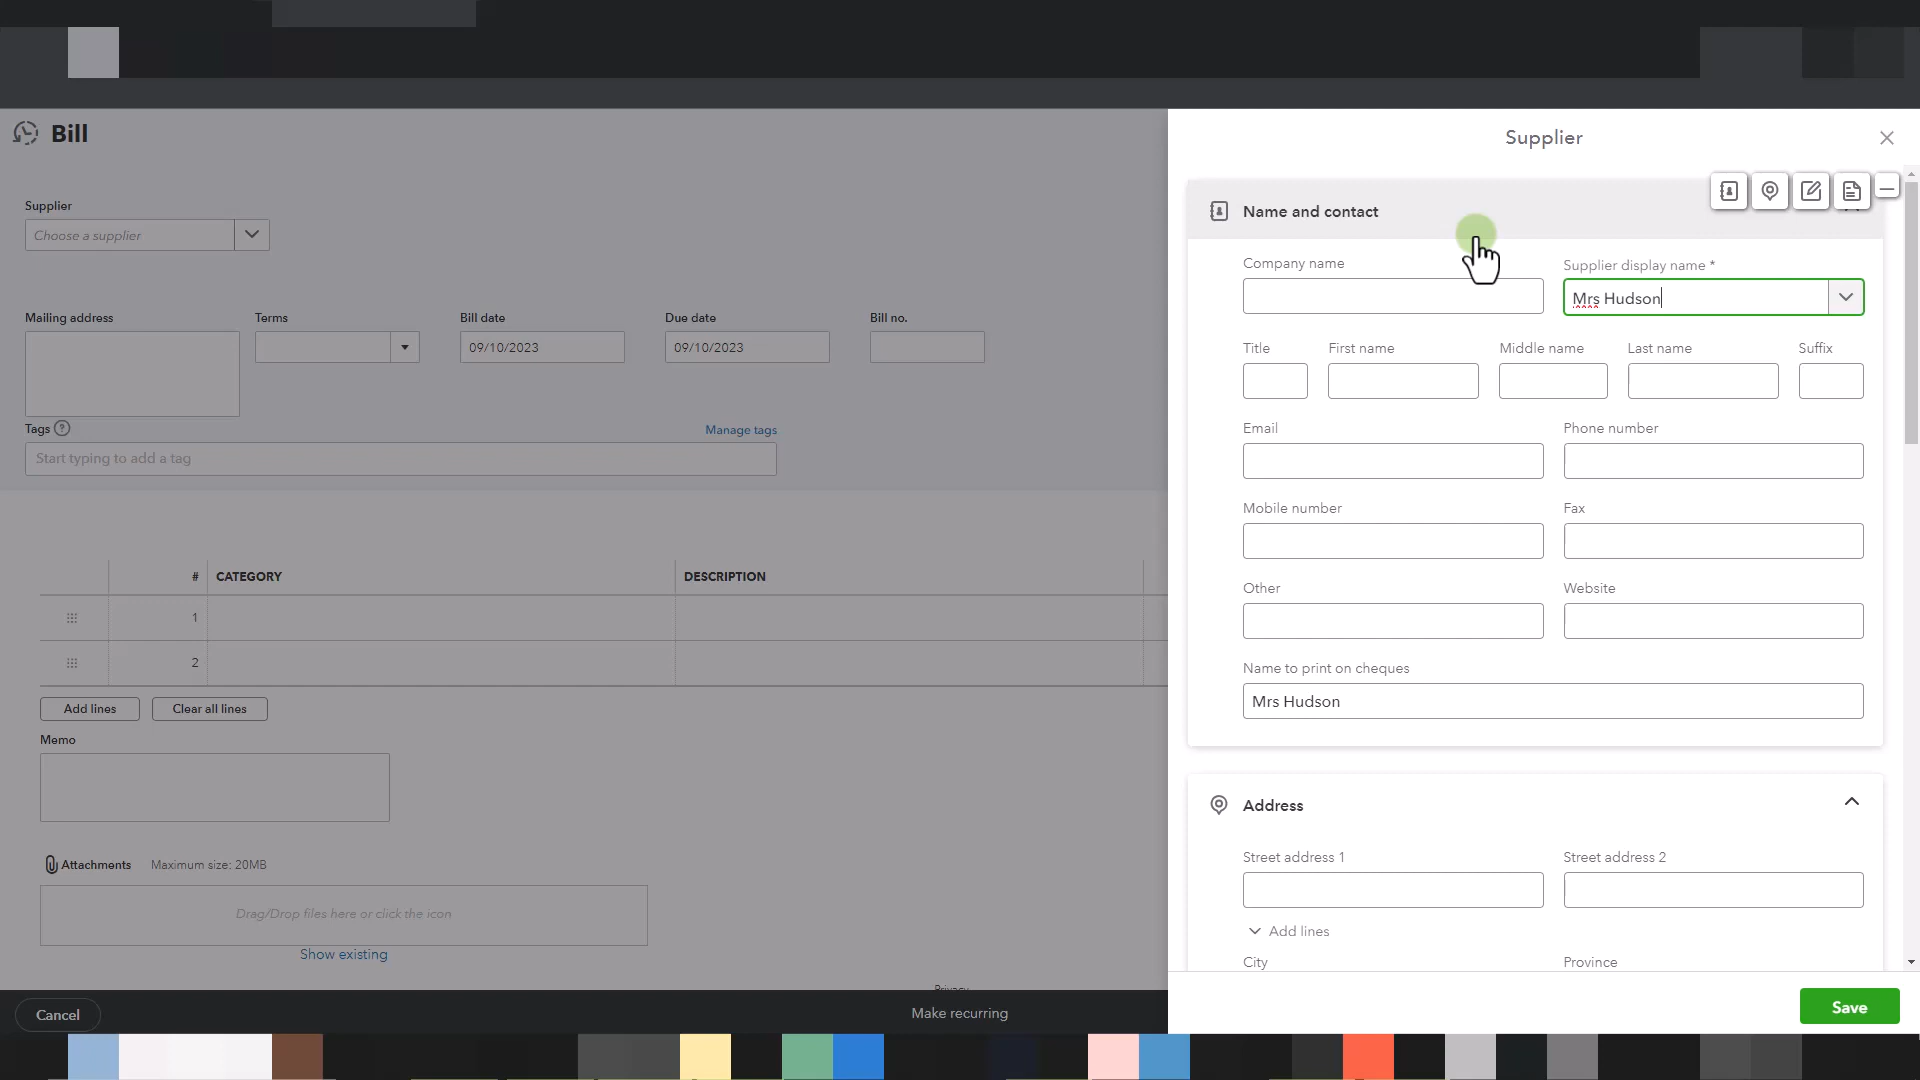 Bill
Supplier
Choose a supplier
Mailing address
Terms
Bill date
Due date
Bill no.
09/10/2023
09/10/2023
Tags
Manage tags
Start typing to add a tag
# CATEGORY DESCRIPTION
1
2
Add lines
Clear all lines
Memo
Attachments Maximum size: 20MB
Drag/Drop files here or click the icon
Show existing
Privacy
Cancel
Make recurring
Supplier
Name and contact
Company name
Supplier display name *
Mrs Hudson
Title
First name
Middle name
Last name
Suffix
Email
Phone number
Mobile number
Fax
Other
Website
Name to print on cheques
Mrs Hudson
Address
Street address 1
Street address 2
Add lines
City
Province
Save